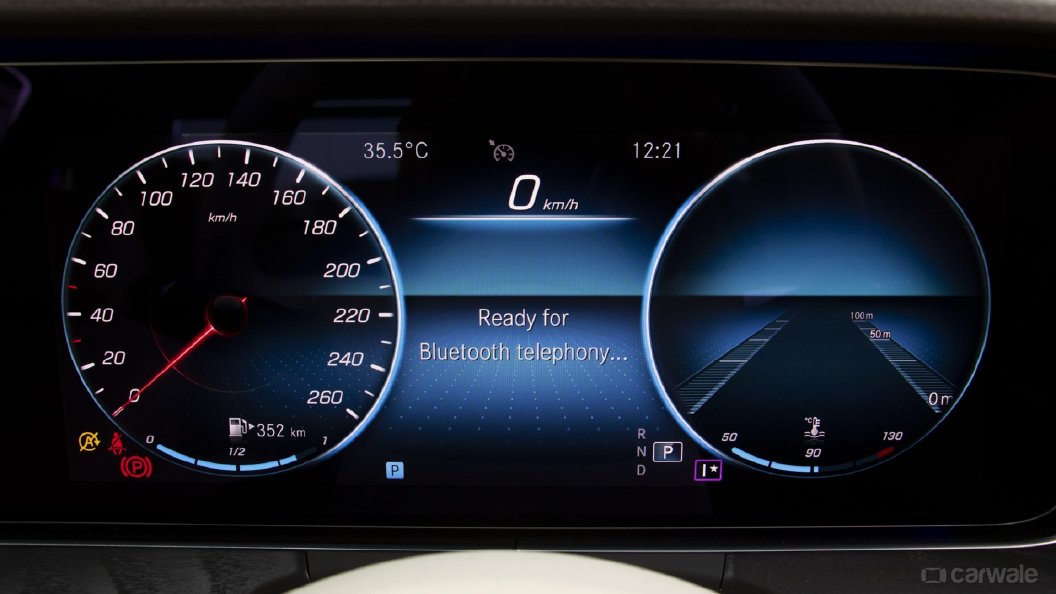 35.5°C
12:21
0 km/h
km/h
0
20
40
60
80
100
120
140
160
180
200
220
240
260
Ready for
Bluetooth telephony...
100 m
50 m
0 m
352 km
0 1/2 1
P
A
P
R
N P
D
I★
°C
50 90 130
carwale